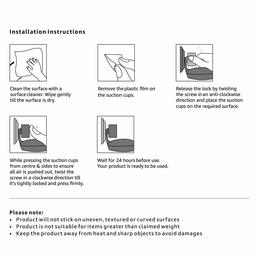 Installation Instructions
Clean the surface with a
surface cleaner. Wipe gently
till the surface is dry.
Remove the plastic film on
the suction cups.
Release the lock by twisting
the screw in an anti-clockwise
direction and place the suction
cups on the required surface.
While pressing the suction cups
from centre & sides to ensure
all air is pushed out, twist the
screw in a clockwise direction till
it's tightly locked and press firmly.
Wait for 24 hours before use.
Your product is ready to be used.
Please note:
• Product will not stick on uneven, textured or curved surfaces
• Product is not suitable for items greater than claimed weight
• Keep the product away from heat and sharp objects to avoid damages